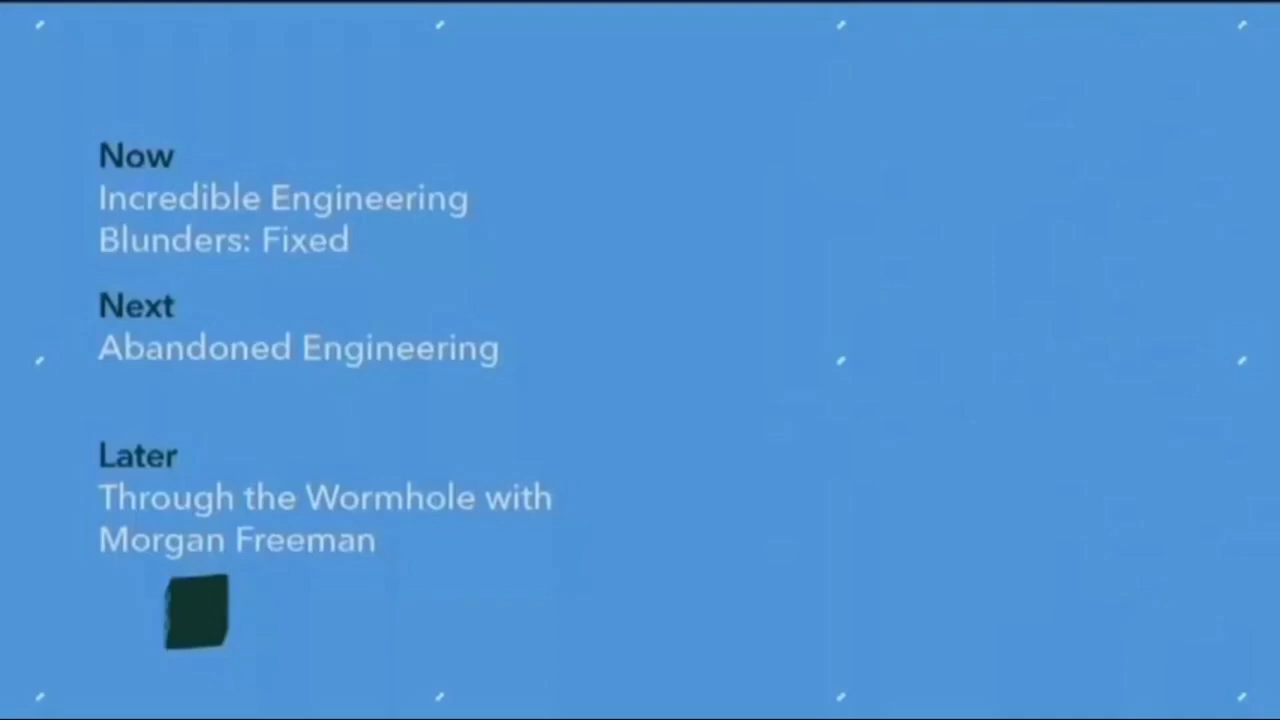 Now
Incredible Engineering
Blunders: Fixed
Next
Abandoned Engineering
Later
Through the Wormhole with
Morgan Freeman